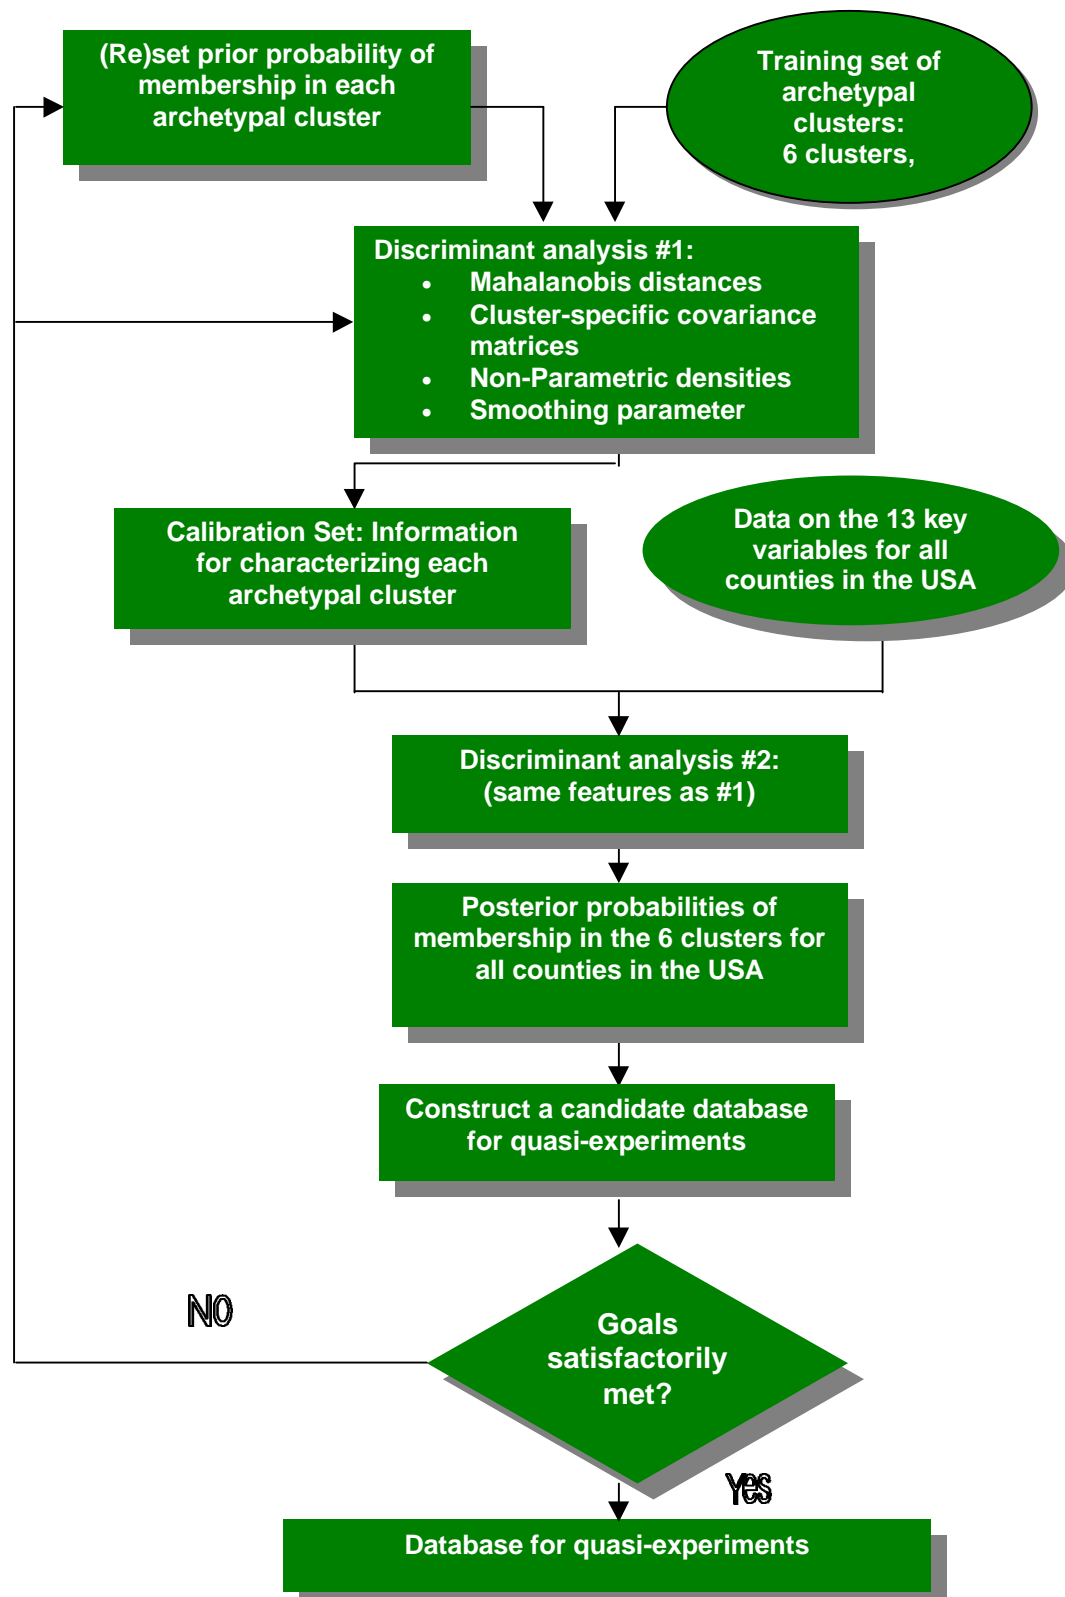 (Re)set prior probability of
membership in each
archetypal cluster
Training set of
archetypal
clusters:
6 clusters,
Discriminant analysis #1:
• Mahalanobis distances
• Cluster-specific covariance
matrices
• Non-Parametric densities
• Smoothing parameter
Calibration Set: Information
for characterizing each
archetypal cluster
Data on the 13 key
variables for all
counties in the USA
Discriminant analysis #2:
(same features as #1)
Posterior probabilities of
membership in the 6 clusters for
all counties in the USA
Construct a candidate database
for quasi-experiments
Goals
satisfactorily
met?
NO
Yes
Database for quasi-experiments